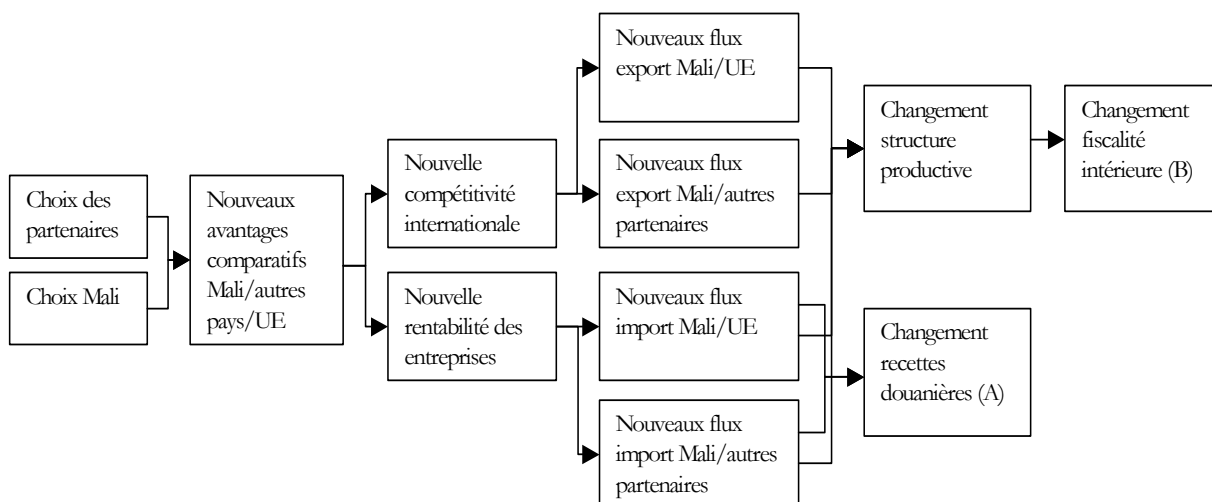 Choix des
partenaires
Choix Mali
Nouveaux
avantages
comparatifs
Mali/autres
pays/UE
Nouvelle
compétitivité
internationale
Nouvelle
rentabilité des
entreprises
Nouveaux flux
export Mali/UE
Nouveaux flux
export Mali/autres
partenaires
Nouveaux flux
import Mali/UE
Nouveaux flux
import Mali/autres
partenaires
Changement
structure
productive
Changement
recettes
douanières (A)
Changement
fiscalité
intérieure (B)